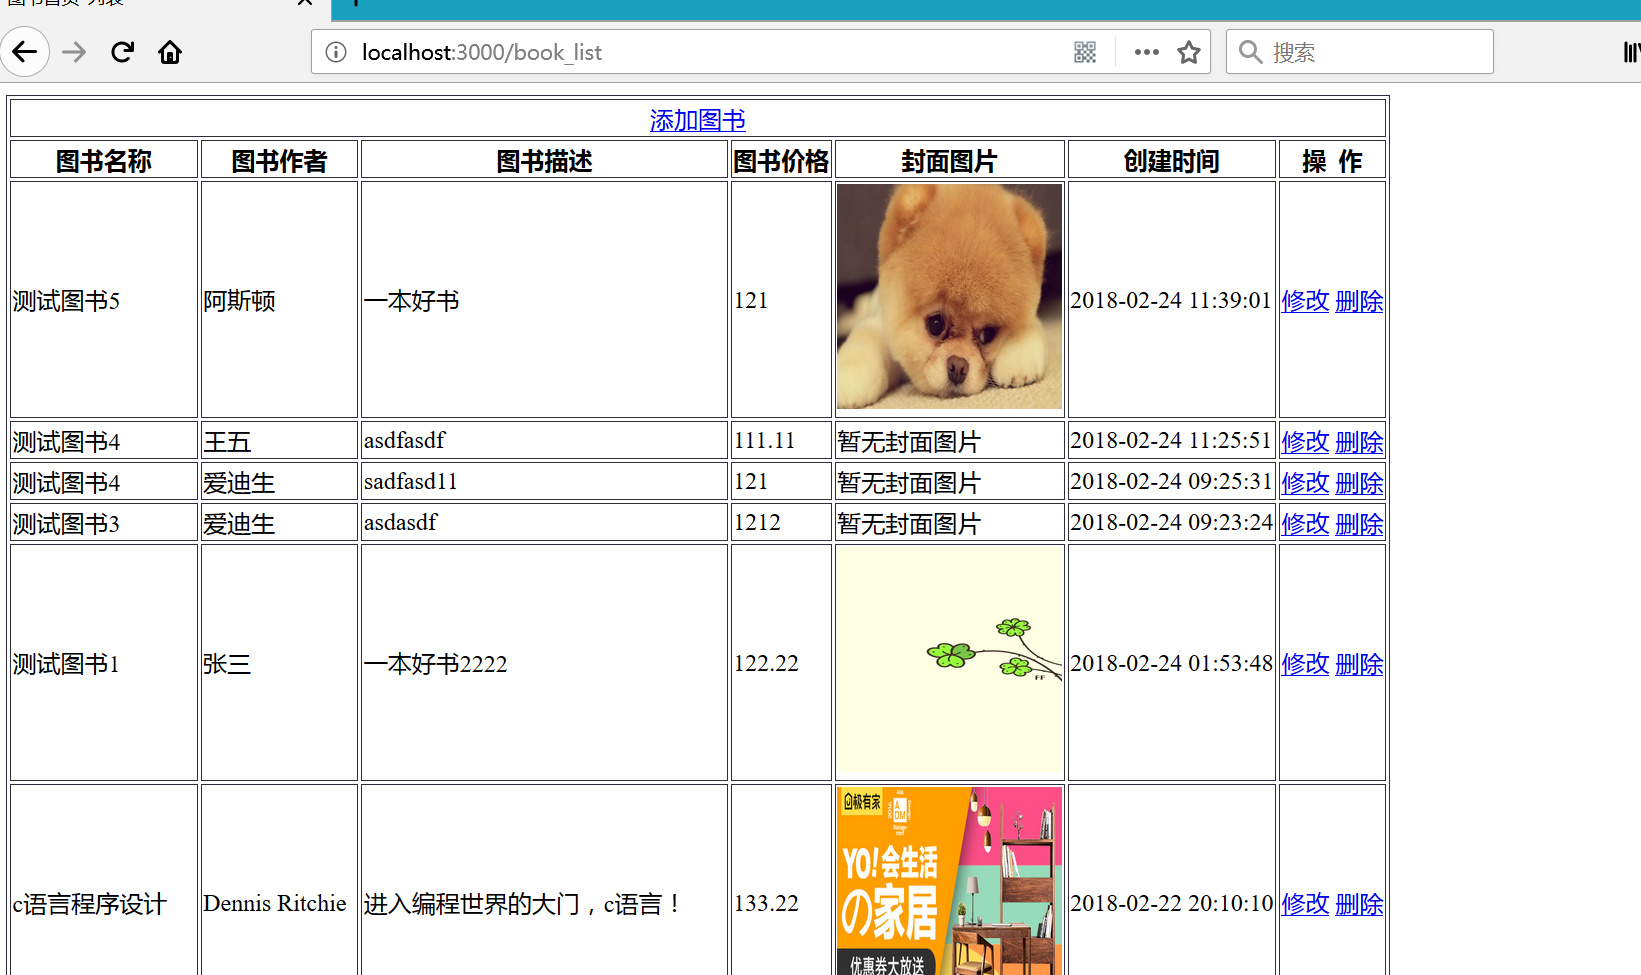 localhost:3000/book_list
搜索
添加图书
图书名称 图书作者 图书描述 图书价格 封面图片 创建时间 操 作
测试图书5 阿斯顿 一本好书 121 2018-02-24 11:39:01 修改 删除
测试图书4 王五 asdfasdf 111.11 暂无封面图片 2018-02-24 11:25:51 修改 删除
测试图书4 爱迪生 sadfasd11 121 暂无封面图片 2018-02-24 09:25:31 修改 删除
测试图书3 爱迪生 asdasdf 1212 暂无封面图片 2018-02-24 09:23:24 修改 删除
测试图书1 张三 一本好书2222 122.22 2018-02-24 01:53:48 修改 删除
FF
极有家
ADM
YO!会生活
の家居
c语言程序设计 Dennis Ritchie 进入编程世界的大门，c语言！ 133.22 2018-02-22 20:10:10 修改 删除
优惠券大放送